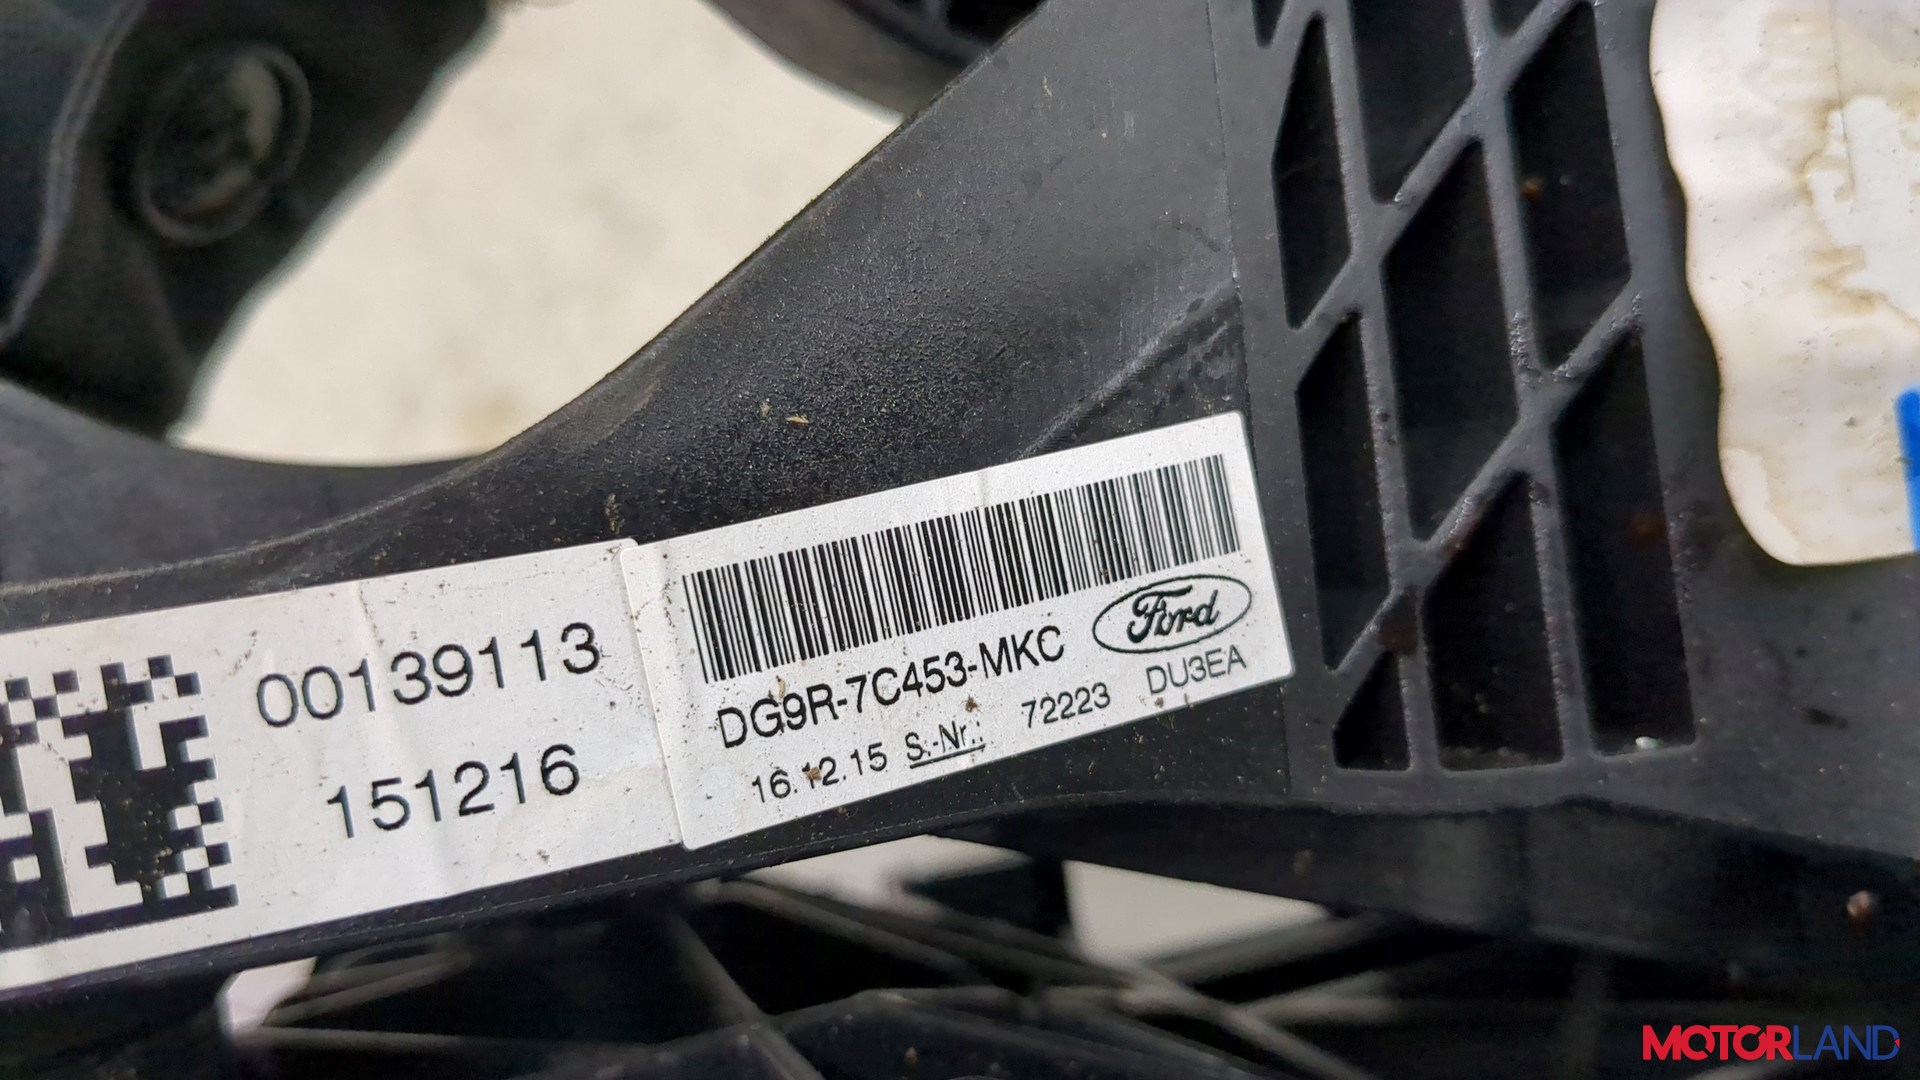 00139113
151216
DG9R-7C453-MKC
Ford
16.12.15 S.-Nr.: 72223 DU3EA
MOTORLAND